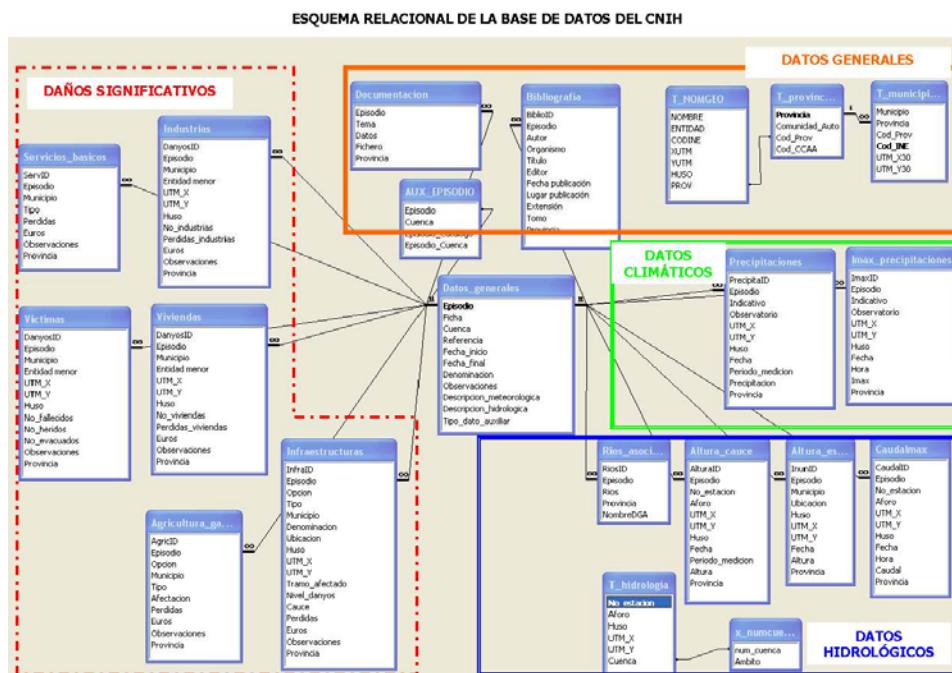 ESQUEMA RELACIONAL DE LA BASE DE DATOS DEL CNIH
DAÑOS SIGNIFICATIVOS
Servicios_basicos
ServID
Episodio
Municipio
Tipo
Perdidas
Euros
Observaciones
Provincia
Industrias
DanyosID
Episodio
Municipio
Entidad menor
UTM_X
UTM_Y
Huso
No_industrias
Perdidas_industrias
Euros
Observaciones
Provincia
Victimas
DanyosID
Episodio
Municipio
Entidad menor
UTM_X
UTM_Y
Huso
No_fallecidos
No_heridos
No_evacuados
Observaciones
Provincia
Viviendas
DanyosID
Episodio
Municipio
Entidad menor
UTM_X
UTM_Y
Huso
No_viviendas
Perdidas_viviendas
Euros
Observaciones
Provincia
Agricultura_ga...
AgricID
Episodio
Opcion
Municipio
Tipo
Afectacion
Perdidas
Euros
Observaciones
Provincia
Infraestructuras
InfraID
Episodio
Opcion
Tipo
Municipio
Denominacion
Ubicacion
Huso
UTM_X
UTM_Y
Tramo_afectado
Nivel_danyos
Cauce
Perdidas
Euros
Observaciones
Provincia
DATOS GENERALES
Documentacion
Episodio
Tema
Datos
Fichero
Provincia
AUX_EPISODIO
Episodio
Cuenca
Episodio_Catalogo
Episodio_Cuenca
Bibliografia
BiblioID
Episodio
Autor
Organismo
Título
Editor
Fecha publicación
Lugar publicación
Extensión
Tomo
Provincia
T_NOMGEO
NOMBRE
ENTIDAD
CODINE
XUTM
YUTM
HUSO
PROV
T_provinc...
Provincia
Comunidad_Auto
Cod_Prov
Cod_CCAA
T_municipi...
Municipio
Provincia
Cod_Prov
Cod_INE
UTM_X30
UTM_Y30
Datos_generales
Episodio
Ficha
Cuenca
Referencia
Fecha_inicio
Fecha_final
Denominacion
Observaciones
Descripcion_meteorologica
Descripcion_hidrologica
Tipo_dato_auxiliar
DATOS
CLIMÁTICOS
Precipitaciones
PrecipitaID
Episodio
Indicativo
Observatorio
UTM_X
UTM_Y
Huso
Fecha
Periodo_medicion
Precipitacion
Provincia
Imax_precipitaciones
ImaxID
Episodio
Indicativo
Observatorio
UTM_X
UTM_Y
Huso
Fecha
Hora
Imax
Provincia
Rios_asoci...
RiosID
Episodio
Rios
Provincia
NombreDGA
Altura_cauce
AlturaID
Episodio
No_estacion
Aforo
UTM_X
UTM_Y
Huso
Fecha
Periodo_medicion
Altura
Provincia
Altura_es...
InunID
Episodio
Municipio
Ubicacion
Huso
UTM_X
UTM_Y
Fecha
Altura
Provincia
Caudalmax
CaudalID
Episodio
No_estacion
Aforo
UTM_X
UTM_Y
Huso
Fecha
Hora
Caudal
Provincia
T_hidrologia
No_estacion
Aforo
Huso
UTM_X
UTM_Y
Cuenca
x_numcue...
num_cuenca
Ambito
DATOS
HIDROLÓGICOS